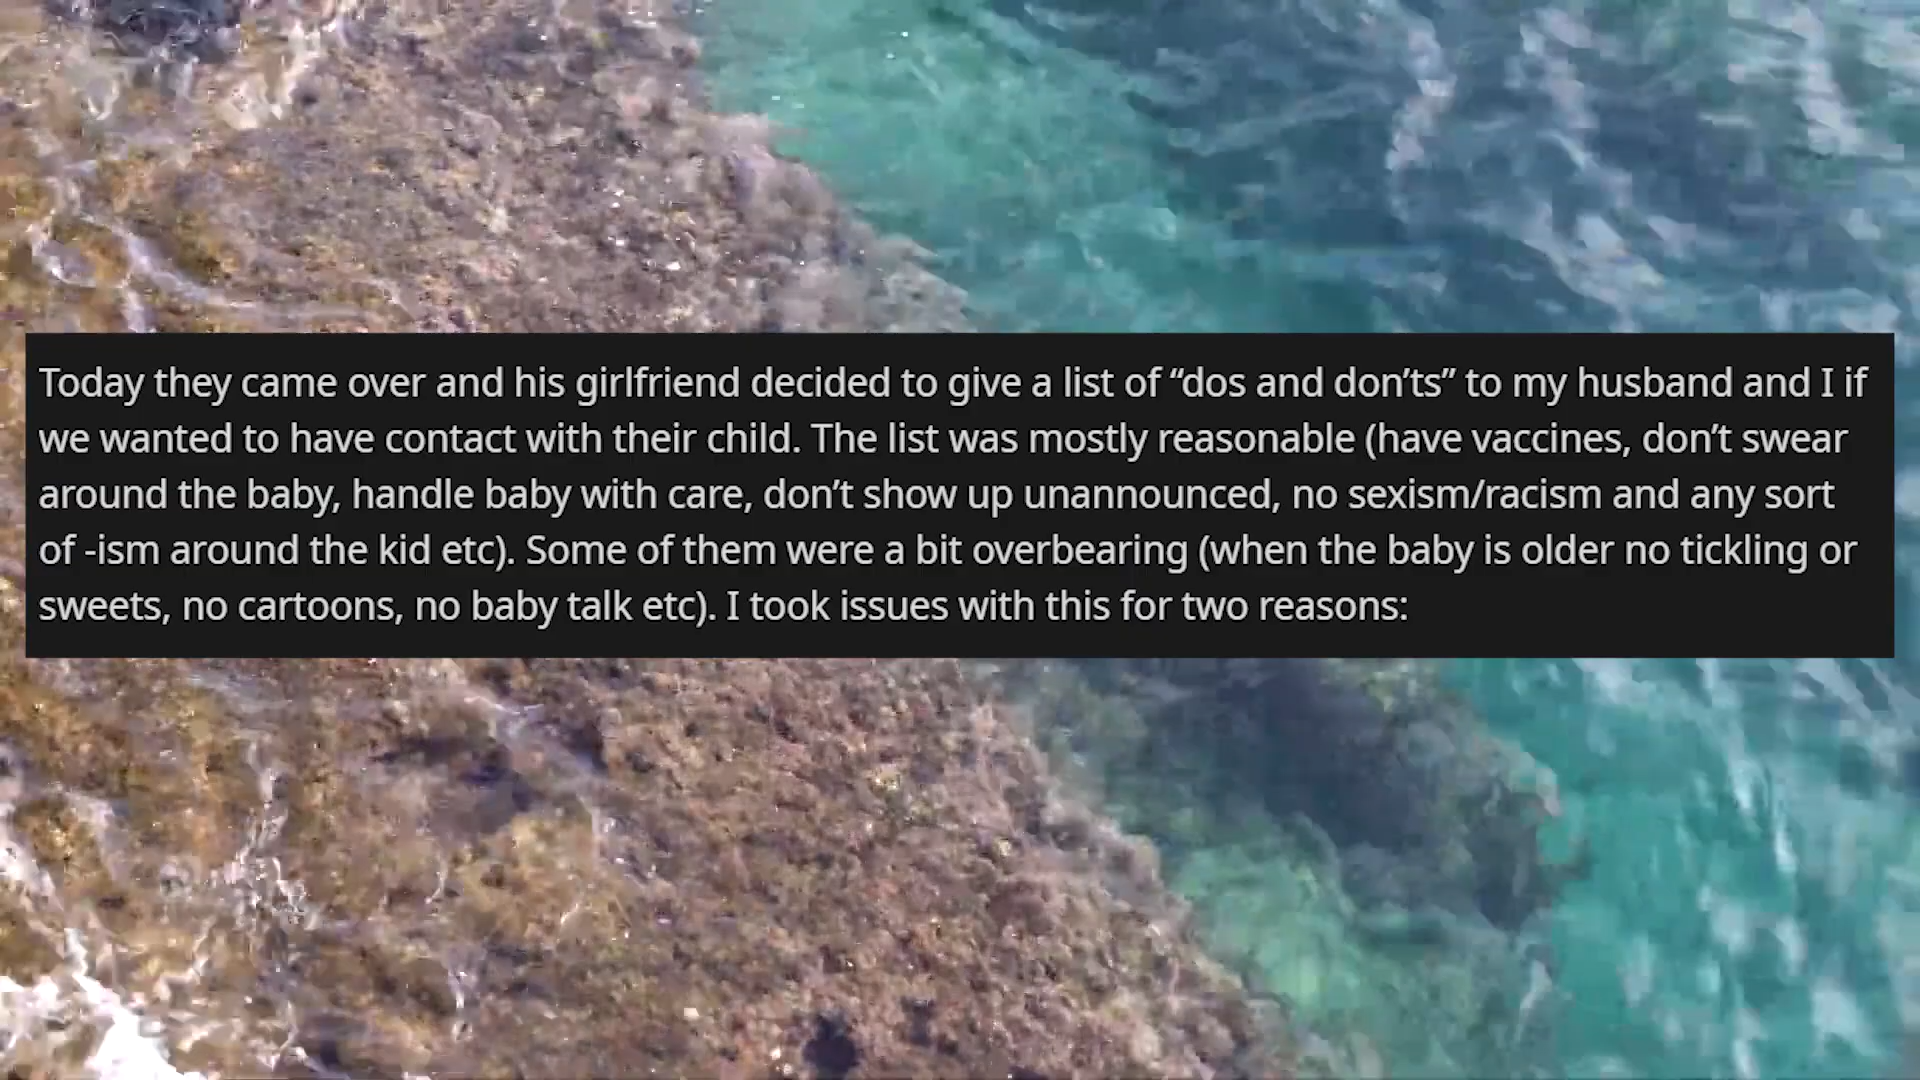 Today they came over and his girlfriend decided to give a list of “dos and don’ts” to my husband and I if
we wanted to have contact with their child. The list was mostly reasonable (have vaccines, don’t swear
around the baby, handle baby with care, don’t show up unannounced, no sexism/racism and any sort
of -ism around the kid etc). Some of them were a bit overbearing (when the baby is older no tickling or
sweets, no cartoons, no baby talk etc). I took issues with this for two reasons: